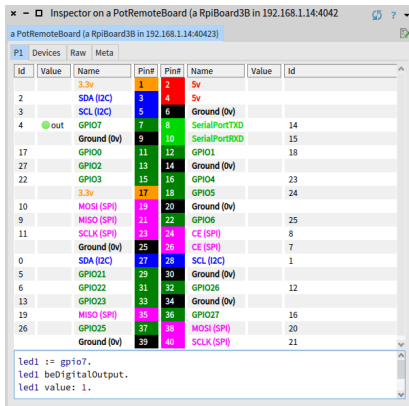 Inspector on a PotRemoteBoard (a RpiBoard3B in 192.168.1.14:4042
a PotRemoteBoard (a RpiBoard3B in 192.168.1.14:40423)
P1 Devices Raw Meta
Id Value Name Pin# Pin# Name Value Id
3.3v 1 2 5v
2 SDA (I2C) 3 4 5v
3 SCL (I2C) 5 6 Ground (0v)
4 out GPIO7 7 8 SerialPortTXD 14
Ground (0v) 9 10 SerialPortRXD 15
17 GPIO0 11 12 GPIO1 18
27 GPIO2 13 14 Ground (0v)
22 GPIO3 15 16 GPIO4 23
3.3v 17 18 GPIO5 24
10 MOSI (SPI) 19 20 Ground (0v)
9 MISO (SPI) 21 22 GPIO6 25
11 SCLK (SPI) 23 24 CE (SPI) 8
Ground (0v) 25 26 CE (SPI) 7
0 SDA (I2C) 27 28 SCL (I2C) 1
5 GPIO21 29 30 Ground (0v)
6 GPIO22 31 32 GPIO26 12
13 GPIO23 33 34 Ground (0v)
19 MISO (SPI) 35 36 GPIO27 16
26 GPIO25 37 38 MOSI (SPI) 20
Ground (0v) 39 40 SCLK (SPI) 21
led1 := gpio7.
led1 beDigitalOutput.
led1 value: 1.